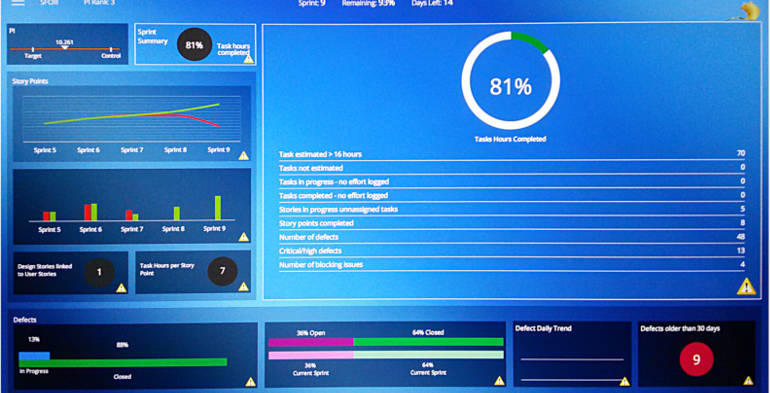 SFOR PI Rank: 3 Sprint: 9 Remaining: 93% Days Left: 14
PI
10.261
Target Control
Sprint Summary 81% Task hours completed
Story Points
Sprint 5 Sprint 6 Sprint 7 Sprint 8 Sprint 9
Sprint 5 Sprint 6 Sprint 7 Sprint 8 Sprint 9
Design Stories linked to User Stories 1
Task Hours per Story Point 7
81%
Tasks Hours Completed
Task estimated > 16 hours 70
Tasks not estimated 0
Tasks in progress - no effort logged 0
Tasks completed - no effort logged 0
Stories in progress unnassigned tasks 5
Story points completed 8
Number of defects 48
Critical/high defects 13
Number of blocking issues 4
Defects
13% 88%
In Progress Closed
36% Open 64% Closed
36% 64%
Current Sprint Current Sprint
Defect Daily Trend
Defects older than 30 days
9